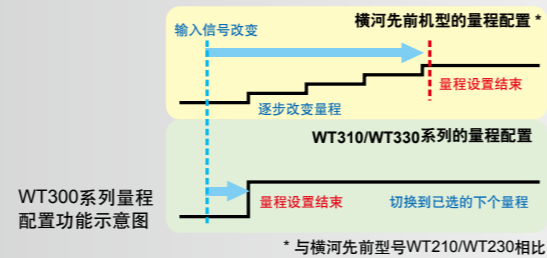 横河先前机型的量程配置 *
输入信号改变
量程设置结束
逐步改变量程
WT310/WT330系列的量程配置
WT300系列量程
配置功能示意图
量程设置结束
切换到已选的下个量程
* 与横河先前型号WT210/WT230相比